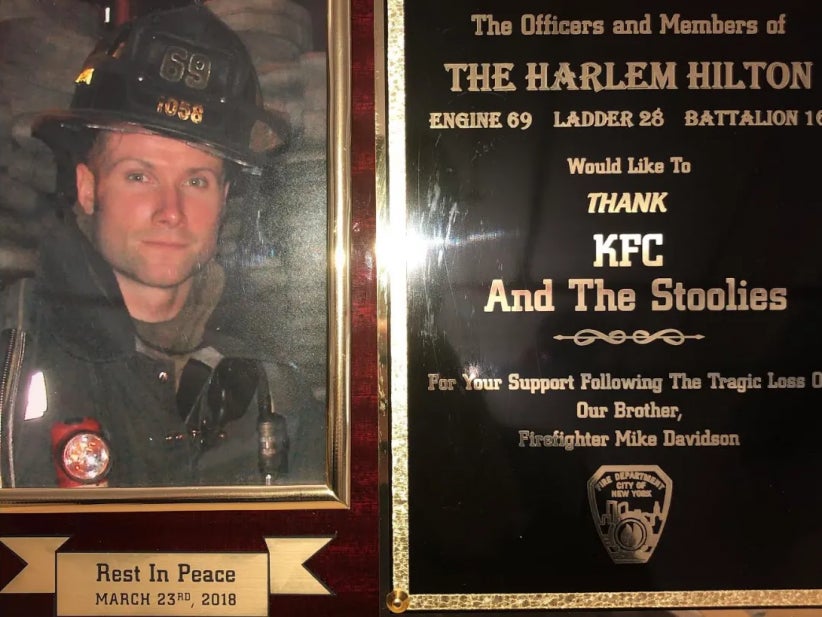 69
1058
Rest In Peace
MARCH 23RD, 2018
The Officers and Members of
THE HARLEM HILTON
ENGINE 69 LADDER 28 BATTALION 16
Would Like To
THANK
KFC
And The Stoolies
For Your Support Following The Tragic Loss O
Our Brother,
Firefighter Mike Davidson
FIRE DEPARTMENT
CITY OF
NEW YORK